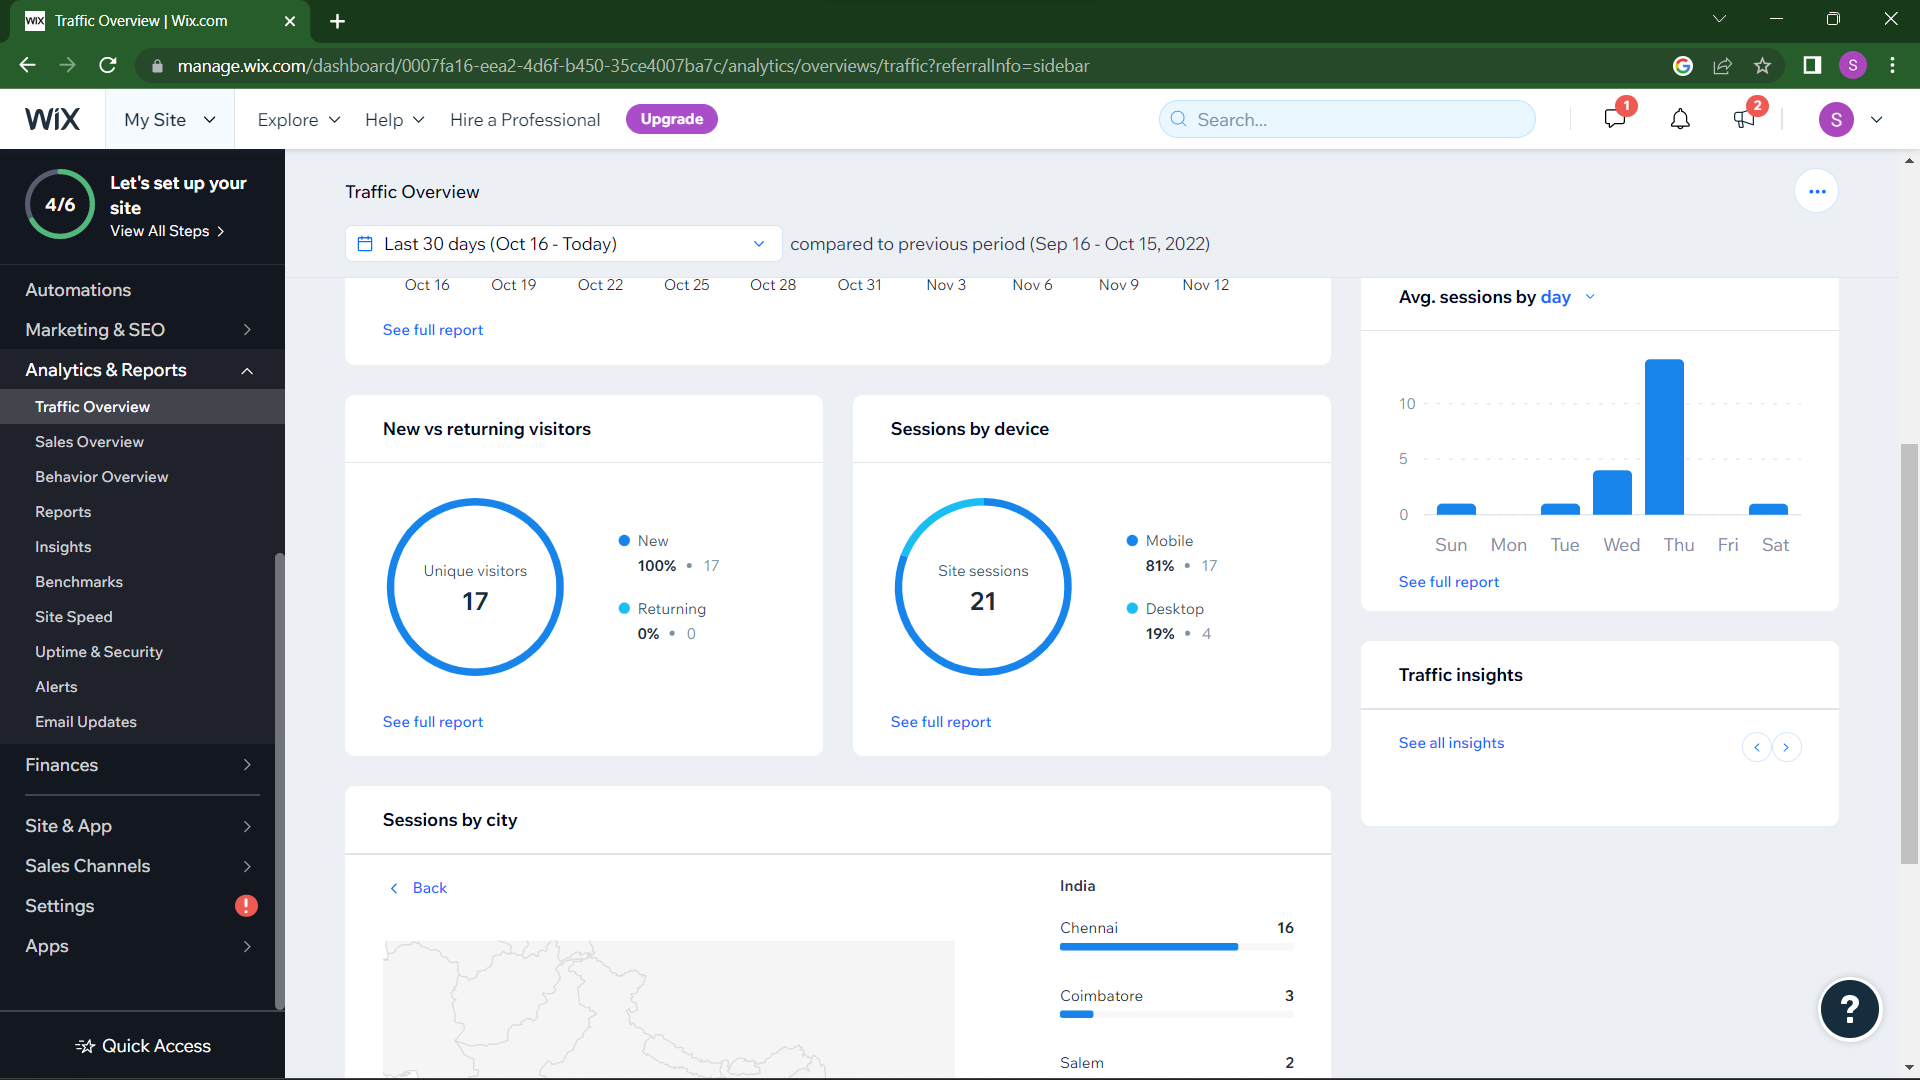 Traffic Overview | Wix.com
manage.wix.com/dashboard/0007fa16-eea2-4d6f-b450-35ce4007ba7c/analytics/overviews/traffic?referralInfo=sidebar
S
WIX
My Site
Explore
Help
Hire a Professional
Upgrade
Search...
1
2
S
4/6
Let's set up your
site
View All Steps
Automations
Marketing & SEO
Analytics & Reports
Traffic Overview
Sales Overview
Behavior Overview
Reports
Insights
Benchmarks
Site Speed
Uptime & Security
Alerts
Email Updates
Finances
Site & App
Sales Channels
Settings
!
Apps
Quick Access
Traffic Overview
Last 30 days (Oct 16 - Today)
compared to previous period (Sep 16 - Oct 15, 2022)
Oct 16 Oct 19 Oct 22 Oct 25 Oct 28 Oct 31 Nov 3 Nov 6 Nov 9 Nov 12
See full report
New vs returning visitors
Unique visitors
17
New
100% • 17
Returning
0% • 0
See full report
Sessions by device
Site sessions
21
Mobile
81% • 17
Desktop
19% • 4
See full report
Avg. sessions by day
10
5
0
Sun Mon Tue Wed Thu Fri Sat
See full report
Traffic insights
See all insights
Sessions by city
Back
India
Chennai 16
Coimbatore 3
Salem 2
?